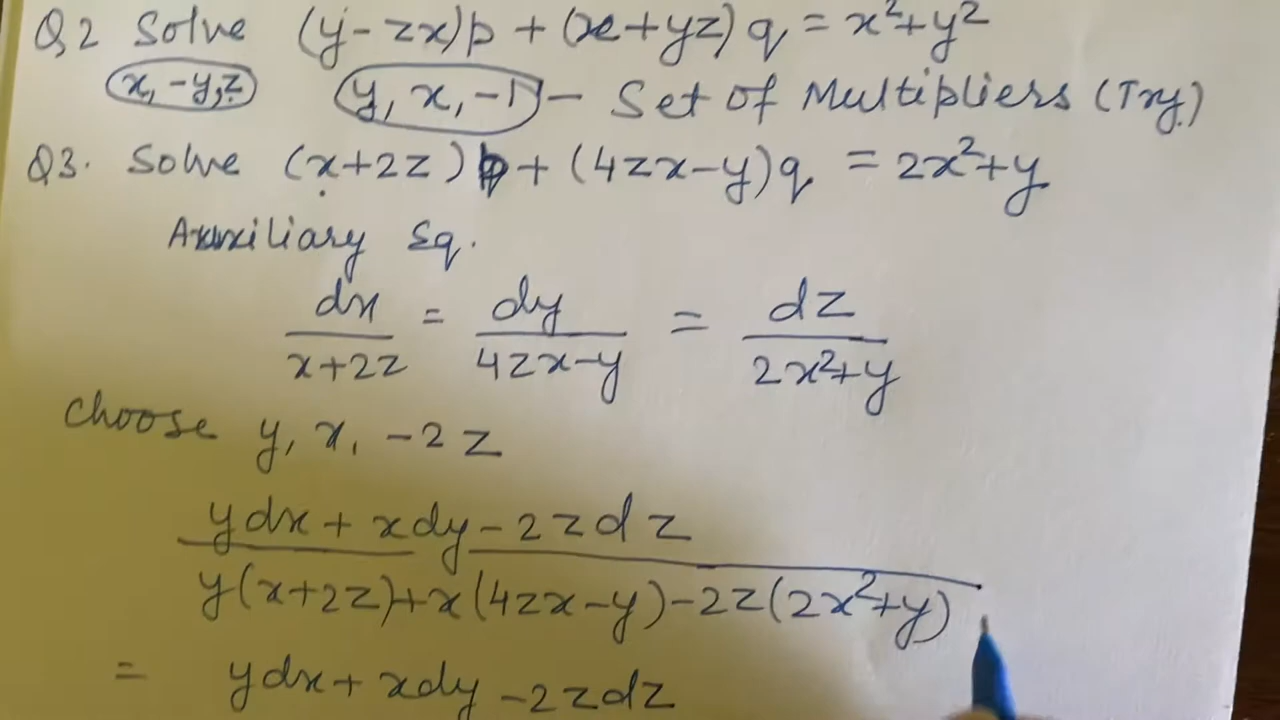 Q2 Solve (y-zx)p + (x+yz)q = x²+y²
x, -y, z y, x, -1 - Set of Multipliers (Try)
Q3. Solve (x+2z)p + (4zx-y)q = 2x²+y
Auxiliary Eq.
dx/x+2z = dy/4zx-y = dz/2x²+y
Choose y, x, -2z
ydx + xdy - 2zdz
y(x+2z)+x(4zx-y)-2z(2x²+y)
= ydx + xdy - 2zdz